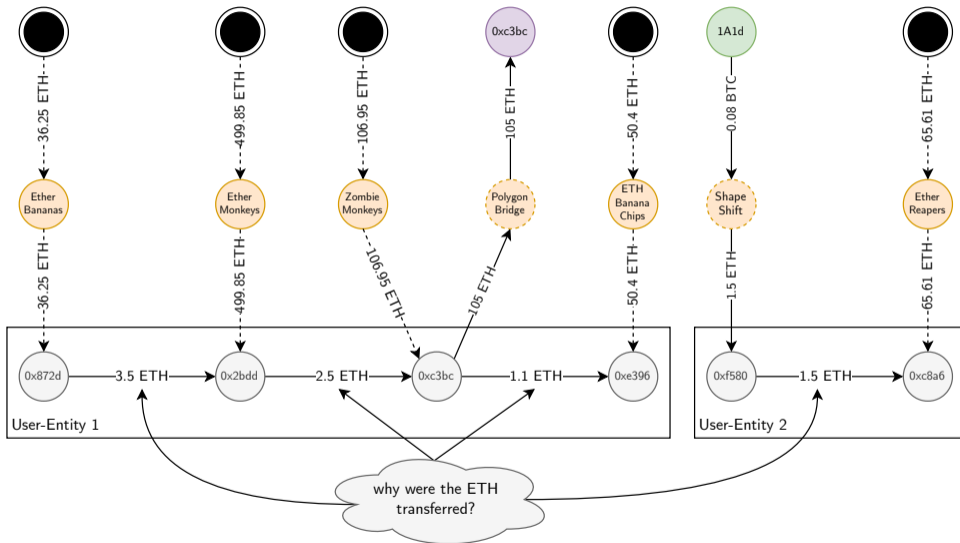 0xc3bc
1A1d
36.25 ETH
499.85 ETH
106.95 ETH
105 ETH
50.4 ETH
0.08 BTC
65.61 ETH
Ether
Bananas
Ether
Monkeys
Zombie
Monkeys
Polygon
Bridge
ETH
Banana
Chips
Shape
Shift
Ether
Reapers
36.25 ETH
499.85 ETH
106.95 ETH
105 ETH
50.4 ETH
1.5 ETH
65.61 ETH
0x872d
3.5 ETH
0x2bdd
2.5 ETH
0xc3bc
1.1 ETH
0xe396
0xf580
1.5 ETH
0xc8a6
User-Entity 1
User-Entity 2
why were the ETH
transferred?